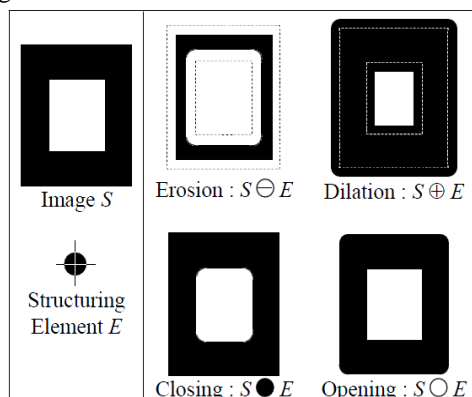 Image S
Structuring
Element E
Erosion : S ⊖ E
Dilation : S ⊕ E
Closing : S ● E
Opening : S ○ E